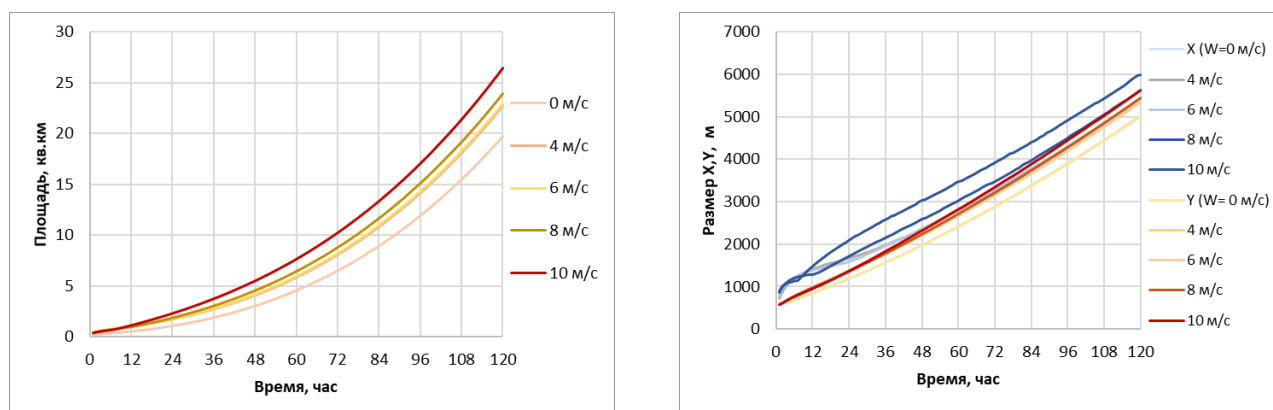 30
25
20
15
10
5
0
Площадь, кв.км
0 12 24 36 48 60 72 84 96 108 120
Время, час
0 м/с
4 м/с
6 м/с
8 м/с
10 м/с
7000
6000
5000
4000
3000
2000
1000
0
Размер X,Y, м
0 12 24 36 48 60 72 84 96 108 120
Время, час
X (W=0 м/с)
4 м/с
6 м/с
8 м/с
10 м/с
Y (W= 0 м/с)
4 м/с
6 м/с
8 м/с
10 м/с